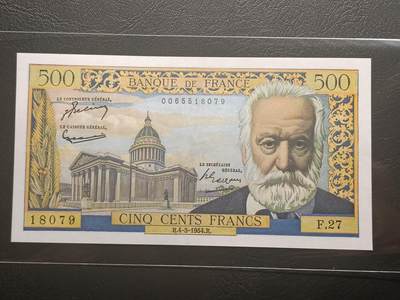 500 BANQUE DE FRANCE 500
LE CONTROLEUR GÉNÉRAL,
0065518079
LE CAISSIER GÉNÉRAL,
LE SECRÉTAIRE
GÉNÉRAL,
18079
CINQ CENTS FRANCS
F.27
H.4-3-1954.H.